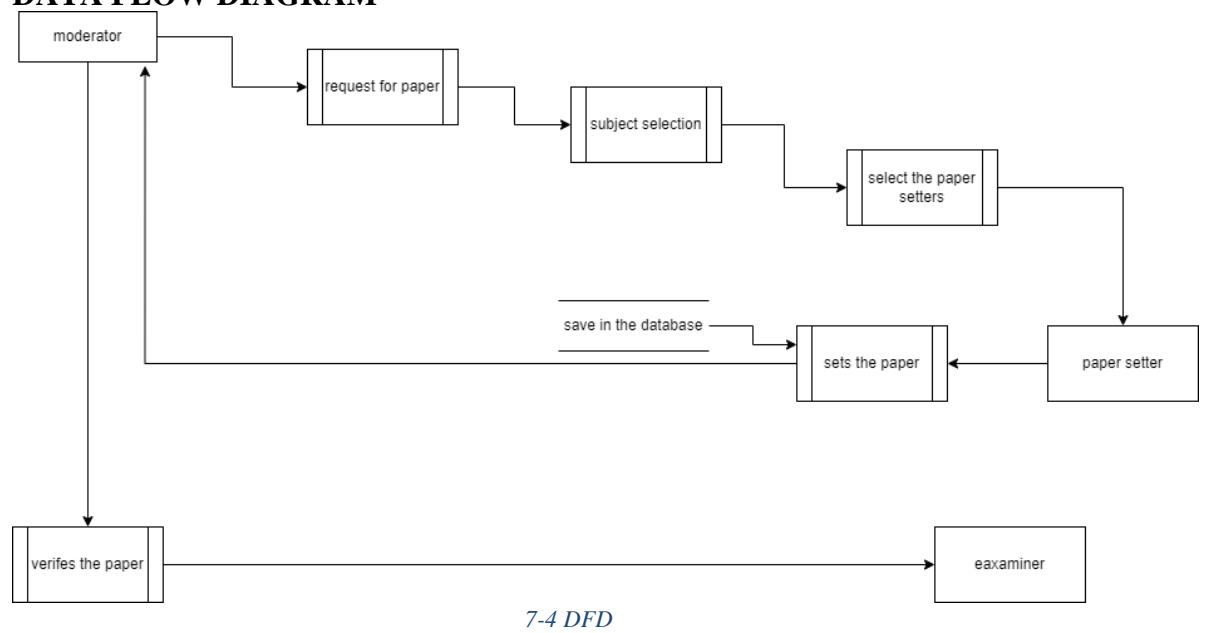 DATA FLOW DIAGRAM
moderator
request for paper
subject selection
select the paper
setters
save in the database
sets the paper
paper setter
verifes the paper
eaxaminer
7-4 DFD